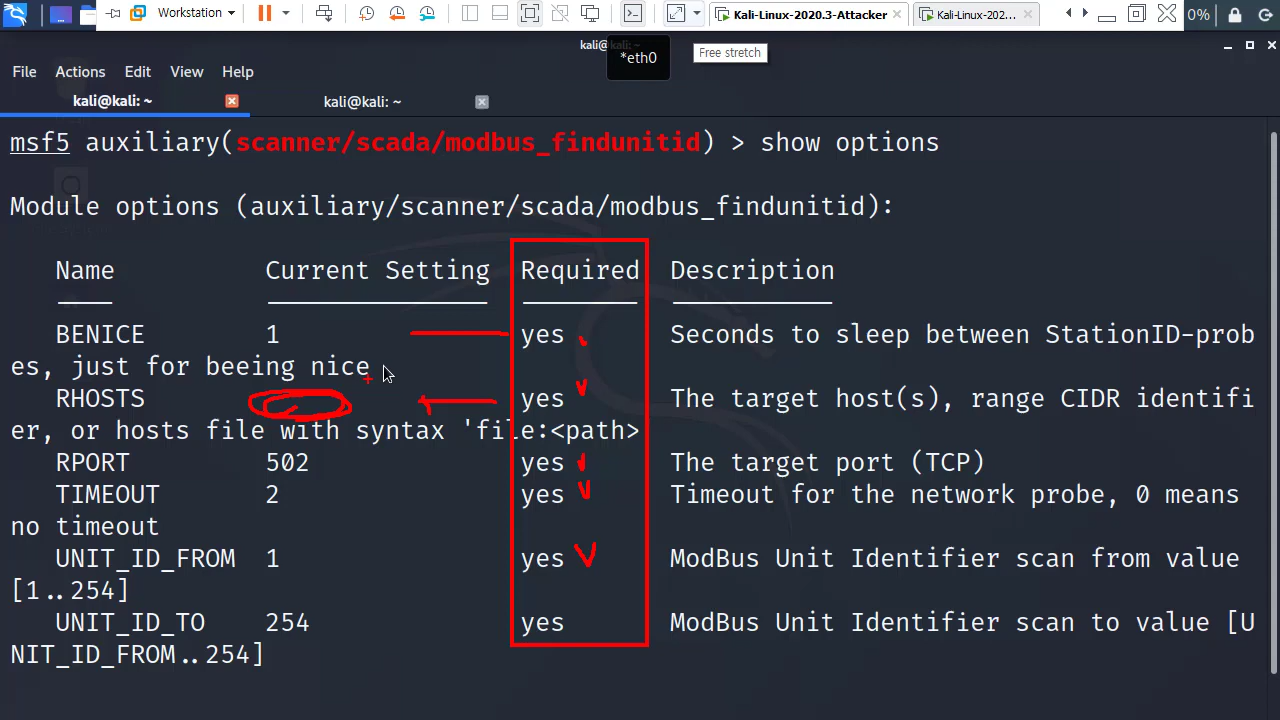 Workstation
Kali-Linux-2020.3-Attacker
Kali-Linux-202...
0%
kali@kali: ~
*eth0
Free stretch
File Actions Edit View Help
kali@kali: ~
kali@kali: ~
msf5 auxiliary(scanner/scada/modbus_findunitid) > show options
Module options (auxiliary/scanner/scada/modbus_findunitid):
Name Current Setting Required Description
BENICE 1 yes Seconds to sleep between StationID-prob
es, just for beeing nice
RHOSTS yes The target host(s), range CIDR identifi
er, or hosts file with syntax 'file:<path>
RPORT 502 yes The target port (TCP)
TIMEOUT 2 yes Timeout for the network probe, 0 means
no timeout
UNIT_ID_FROM 1 yes ModBus Unit Identifier scan from value
[1..254]
UNIT_ID_TO 254 yes ModBus Unit Identifier scan to value [U
NIT_ID_FROM..254]